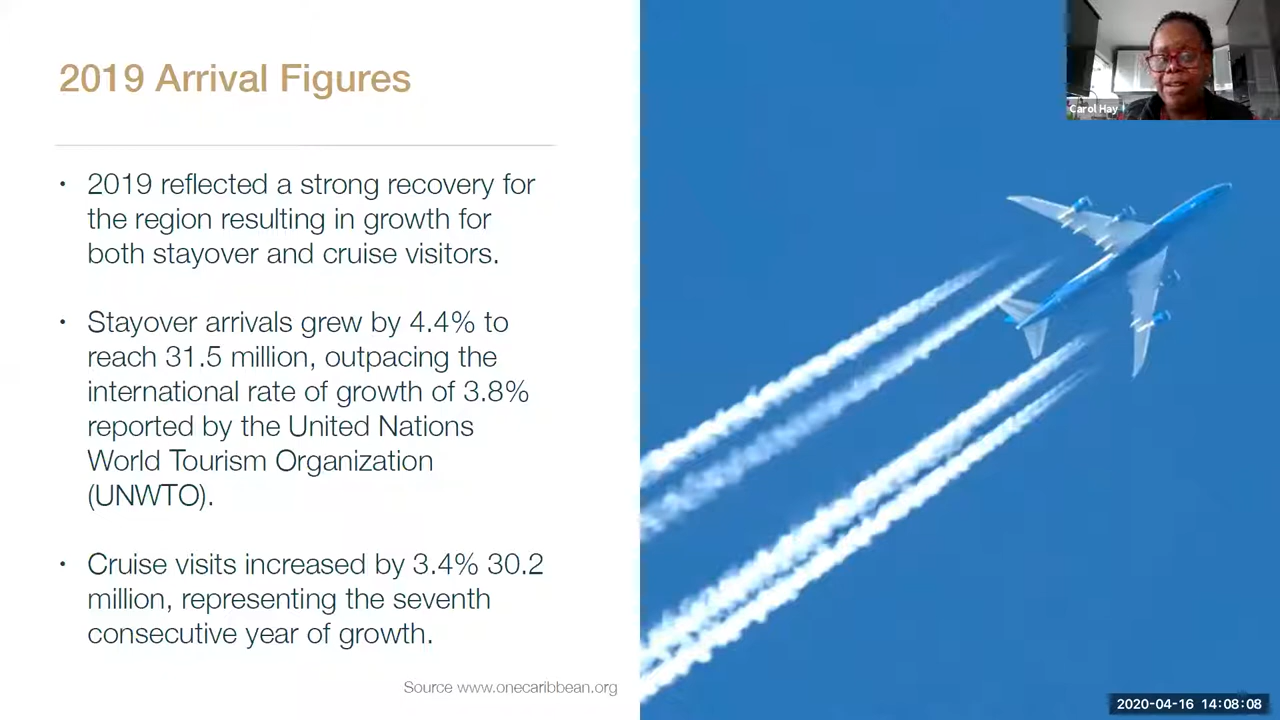 2019 Arrival Figures
• 2019 reflected a strong recovery for
the region resulting in growth for
both stayover and cruise visitors.
• Stayover arrivals grew by 4.4% to
reach 31.5 million, outpacing the
international rate of growth of 3.8%
reported by the United Nations
World Tourism Organization
(UNWTO).
• Cruise visits increased by 3.4% 30.2
million, representing the seventh
consecutive year of growth.
Source www.onecaribbean.org
Carol Hay
2020-04-16 14:08:08